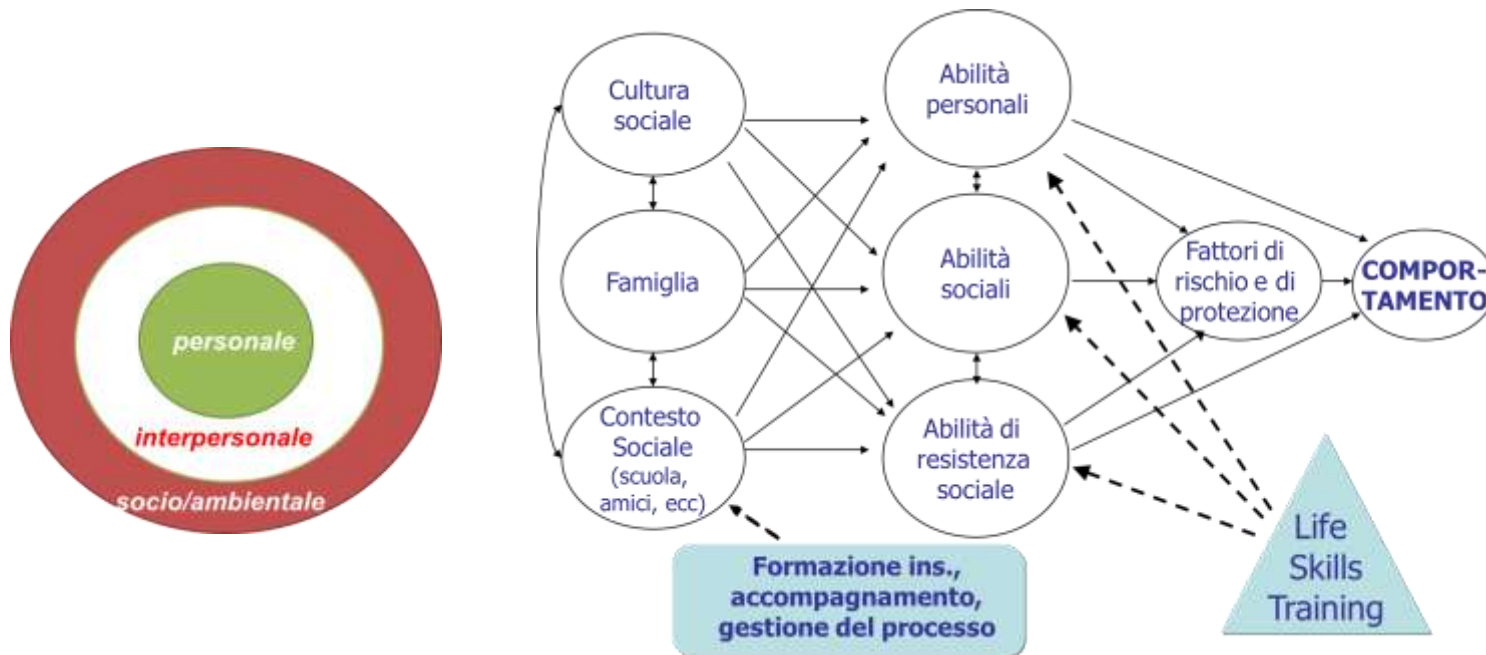 personale
interpersonale
socio/ambientale
Cultura
sociale
Famiglia
Contesto
Sociale
(scuola,
amici, ecc)
Abilità
personali
Abilità
sociali
Abilità di
resistenza
sociale
Fattori di
rischio e di
protezione
COMPOR-
TAMENTO
Formazione ins.,
accompagnamento,
gestione del processo
Life
Skills
Training